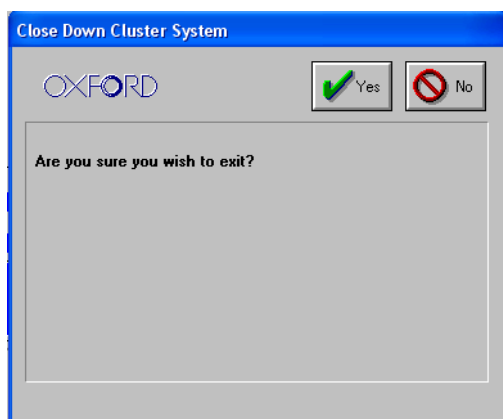 Close Down Cluster System
OXFORD
Yes
No
Are you sure you wish to exit?